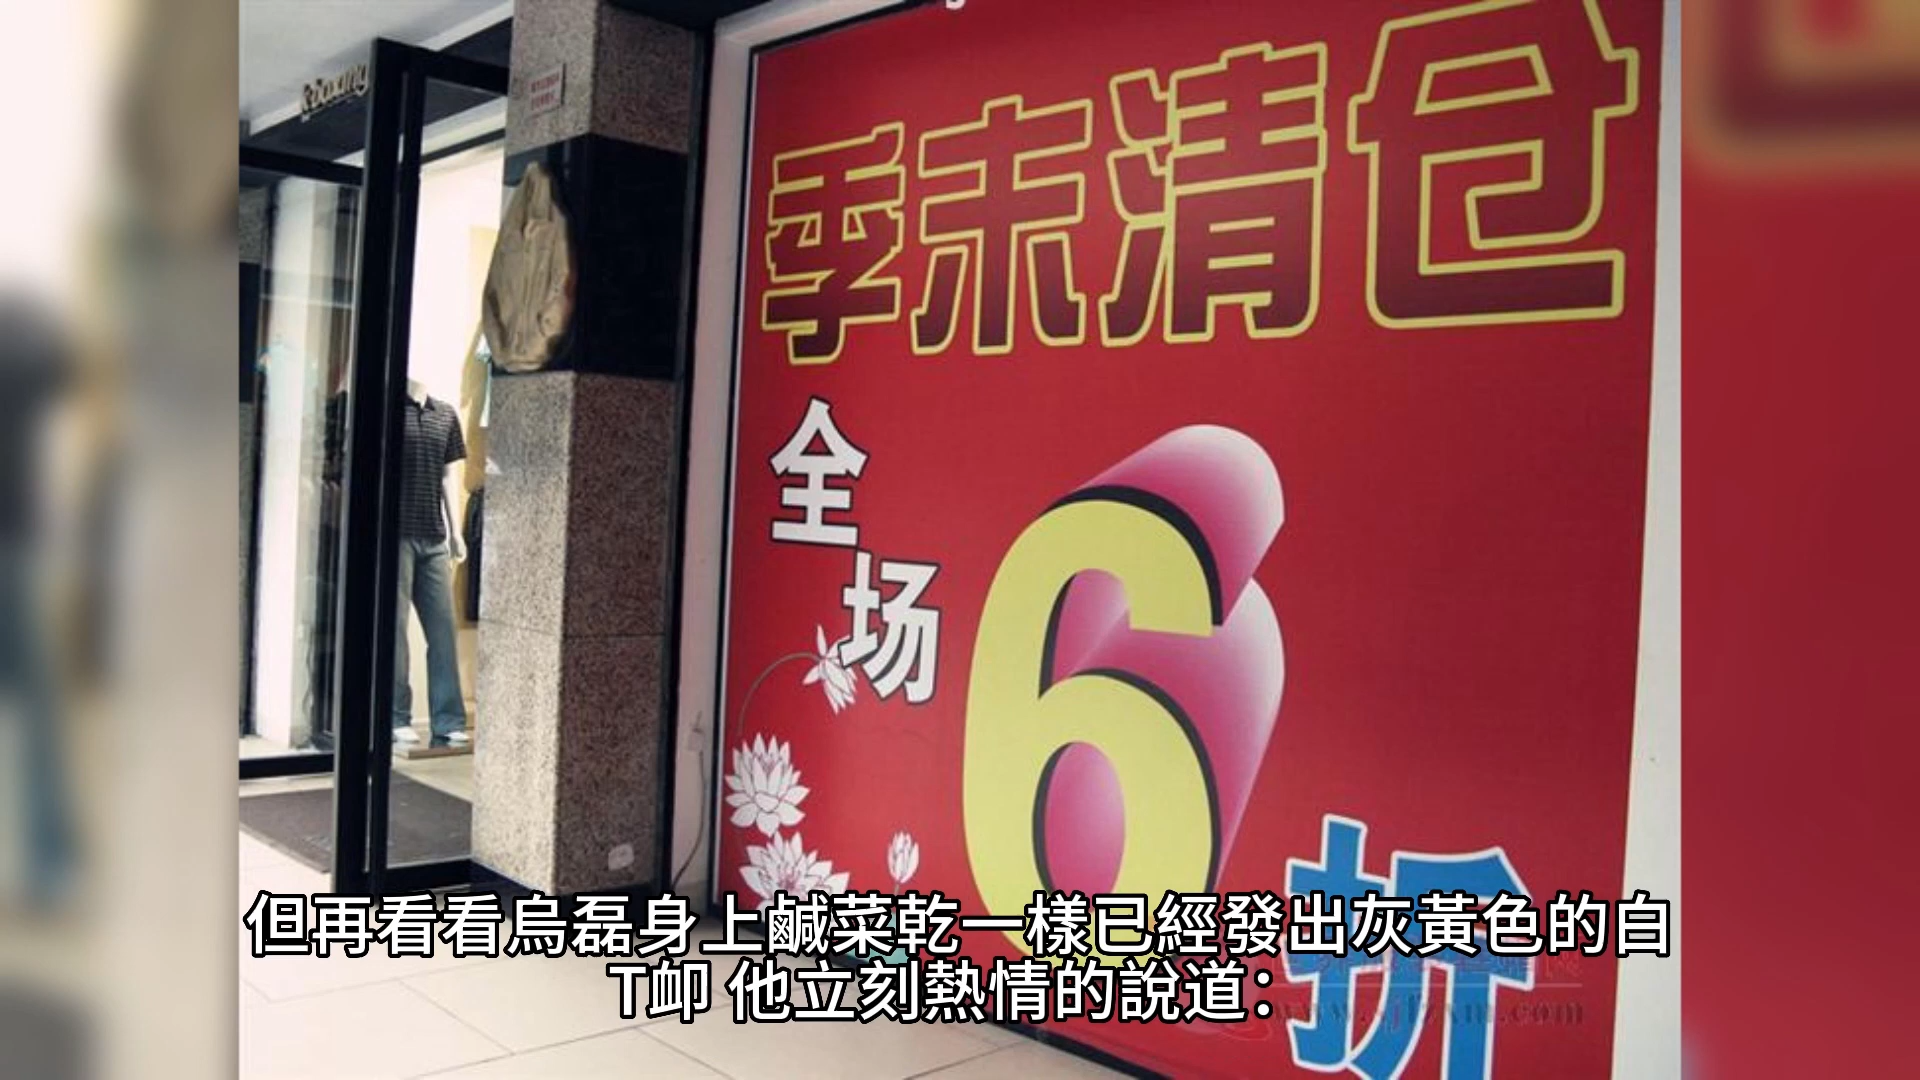 季末清仓
全场
6
折
但再看看烏磊身上鹹菜乾一樣已經發出灰黃色的白
T卹 他立刻熱情的說道：